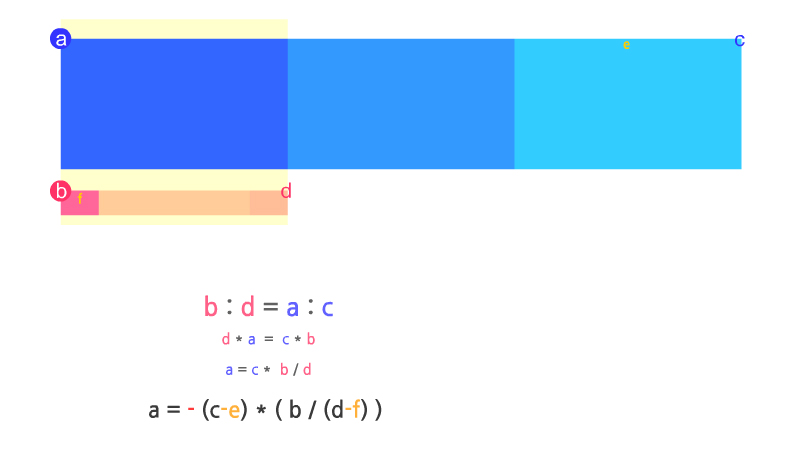 a
e
c
b
f
d
b : d = a : c
d * a = c * b
a = c * b / d
a = - (c-e) * ( b / (d-f) )